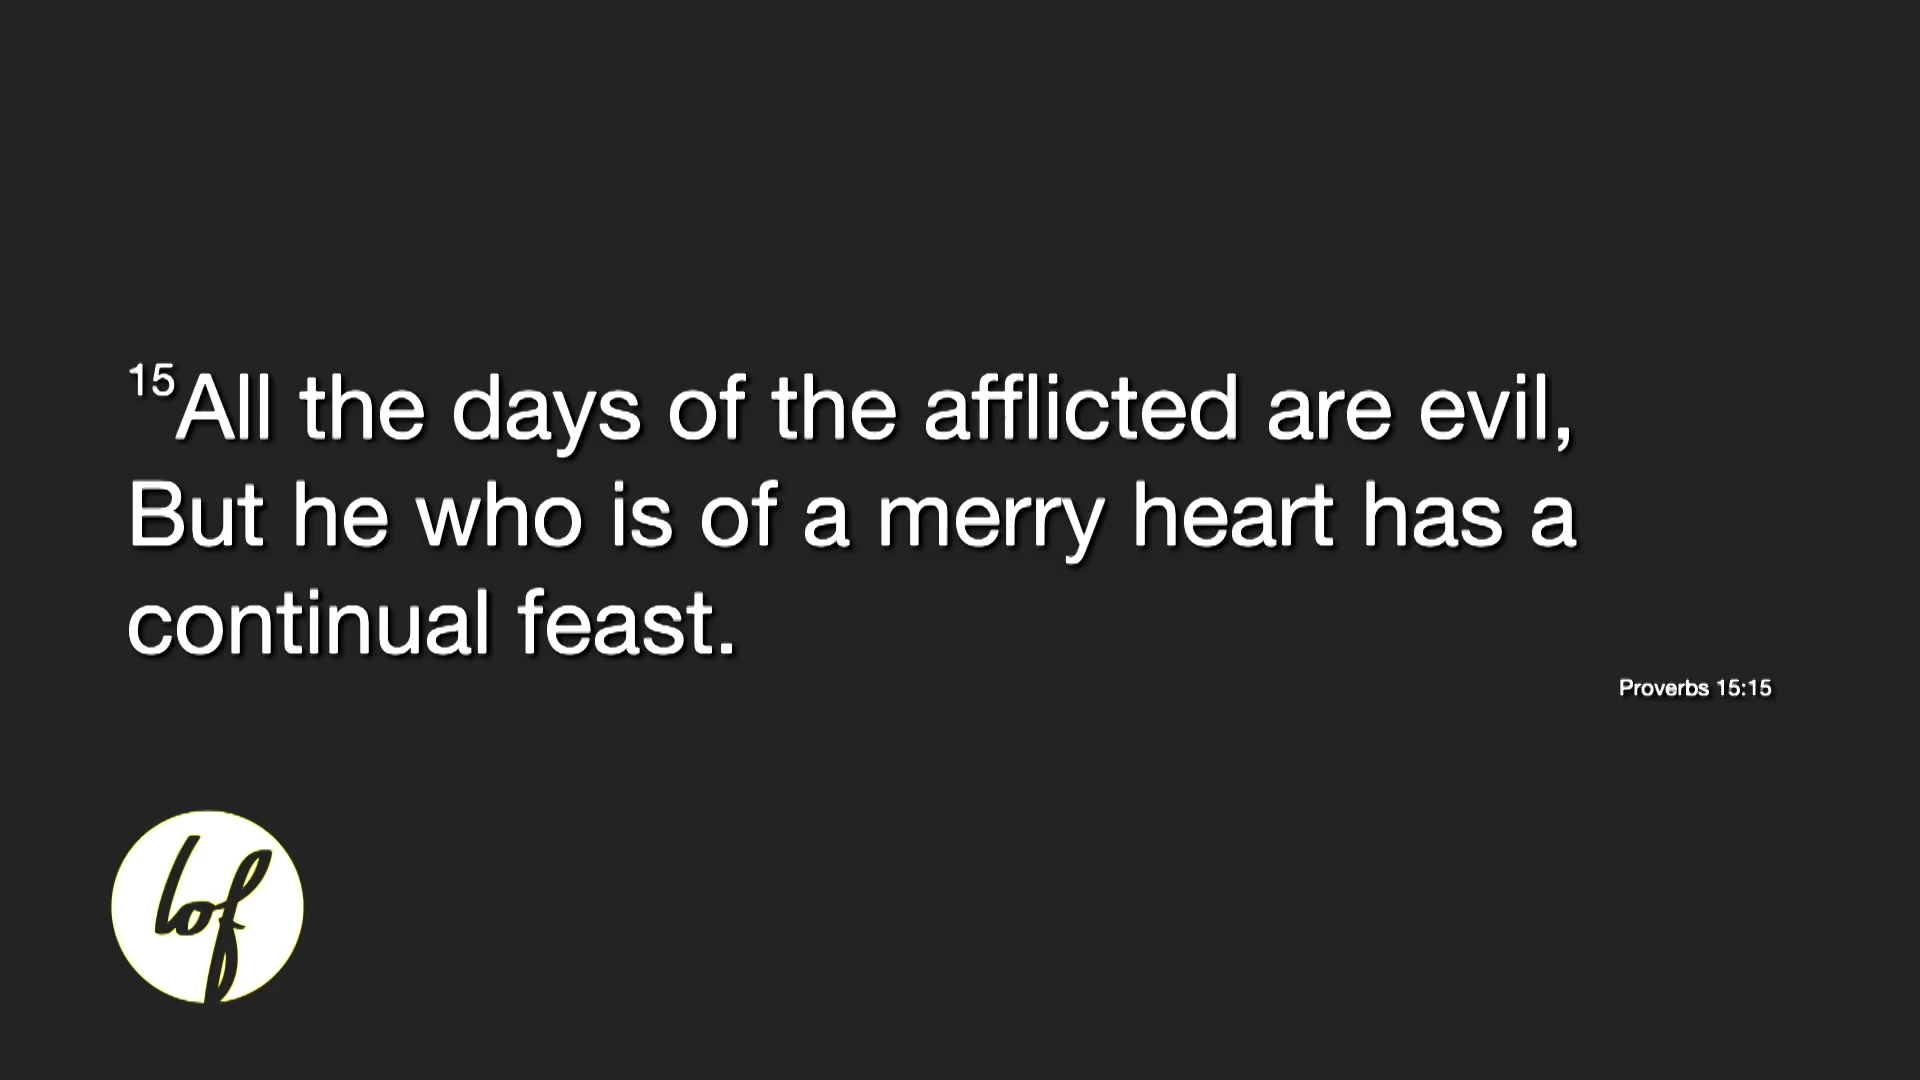 15All the days of the afflicted are evil,
But he who is of a merry heart has a
continual feast.
Proverbs 15:15
lof